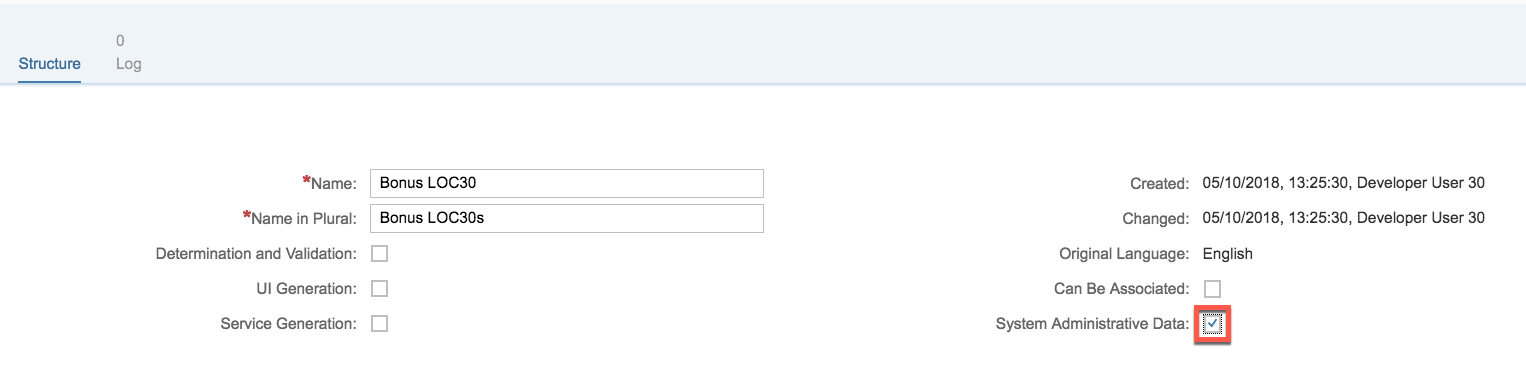 0
Structure Log
*Name: Bonus LOC30 Created: 05/10/2018, 13:25:30, Developer User 30
*Name in Plural: Bonus LOC30s Changed: 05/10/2018, 13:25:30, Developer User 30
Determination and Validation: Original Language: English
UI Generation: Can Be Associated:
Service Generation: System Administrative Data: